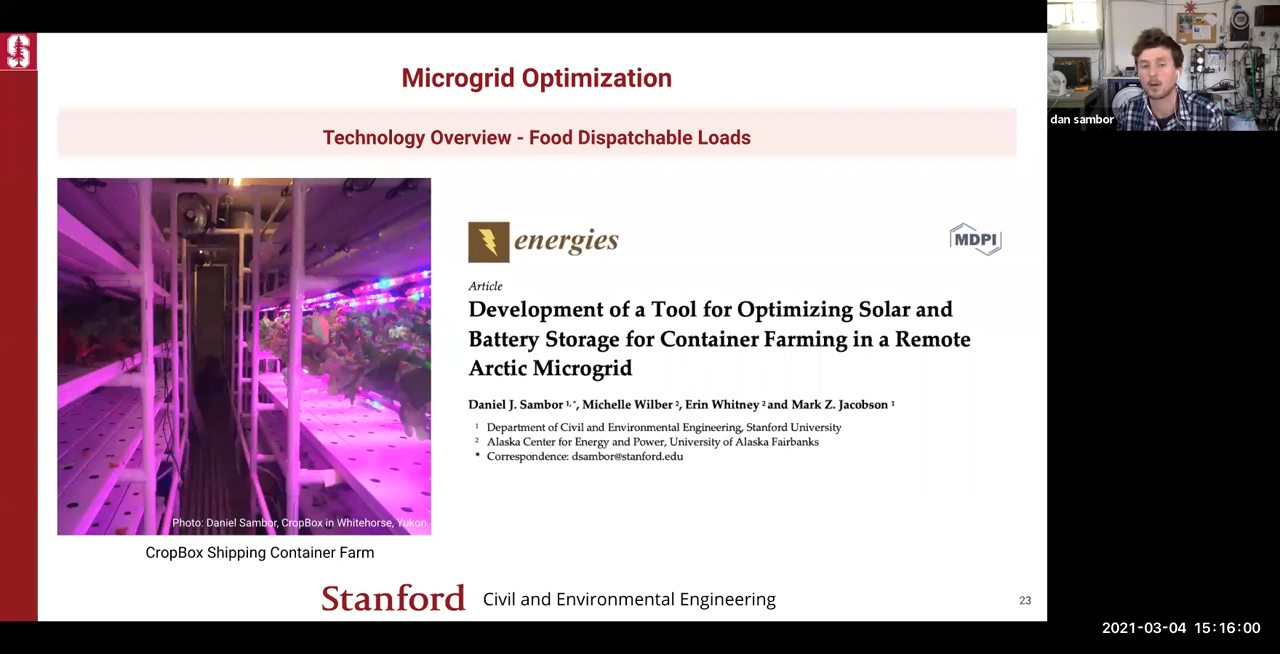 Microgrid Optimization
Technology Overview - Food Dispatchable Loads
energies
MDPI
Article
Development of a Tool for Optimizing Solar and
Battery Storage for Container Farming in a Remote
Arctic Microgrid
Daniel J. Sambor 1,*, Michelle Wilber 2, Erin Whitney 2 and Mark Z. Jacobson 1
1 Department of Civil and Environmental Engineering, Stanford University
2 Alaska Center for Energy and Power, University of Alaska Fairbanks
* Correspondence: dsambor@stanford.edu
Photo: Daniel Sambor, CropBox in Whitehorse, Yukon
CropBox Shipping Container Farm
Stanford Civil and Environmental Engineering
23
dan sambor
2021-03-04 15:16:00